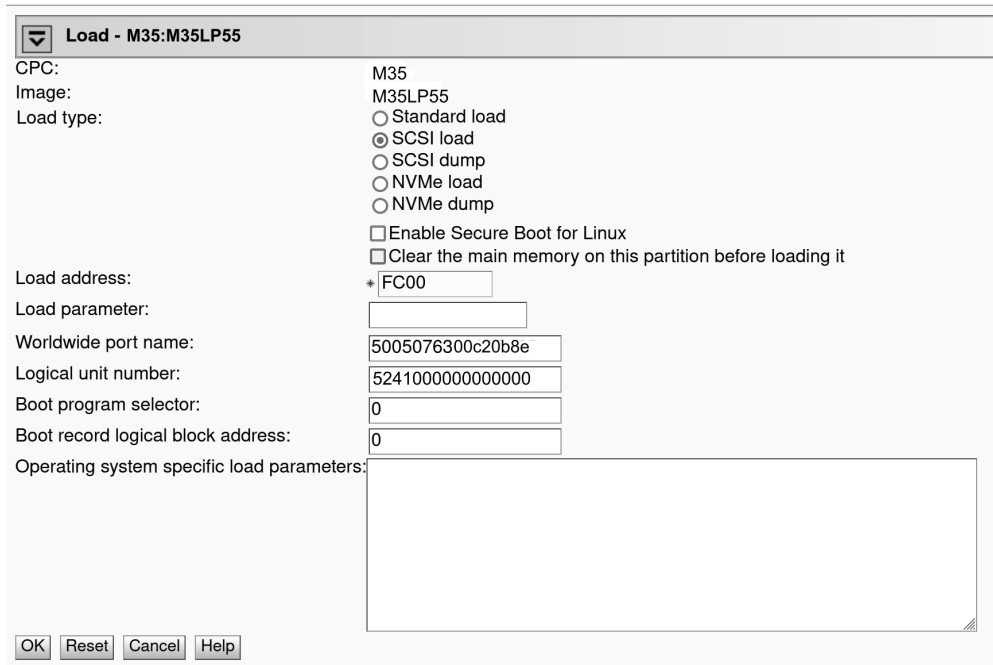 Load - M35:M35LP55
CPC: M35
Image: M35LP55
Load type: Standard load
SCSI load
SCSI dump
NVMe load
NVMe dump
Enable Secure Boot for Linux
Clear the main memory on this partition before loading it
Load address: * FC00
Load parameter:
Worldwide port name: 5005076300c20b8e
Logical unit number: 5241000000000000
Boot program selector: 0
Boot record logical block address: 0
Operating system specific load parameters:
OK Reset Cancel Help